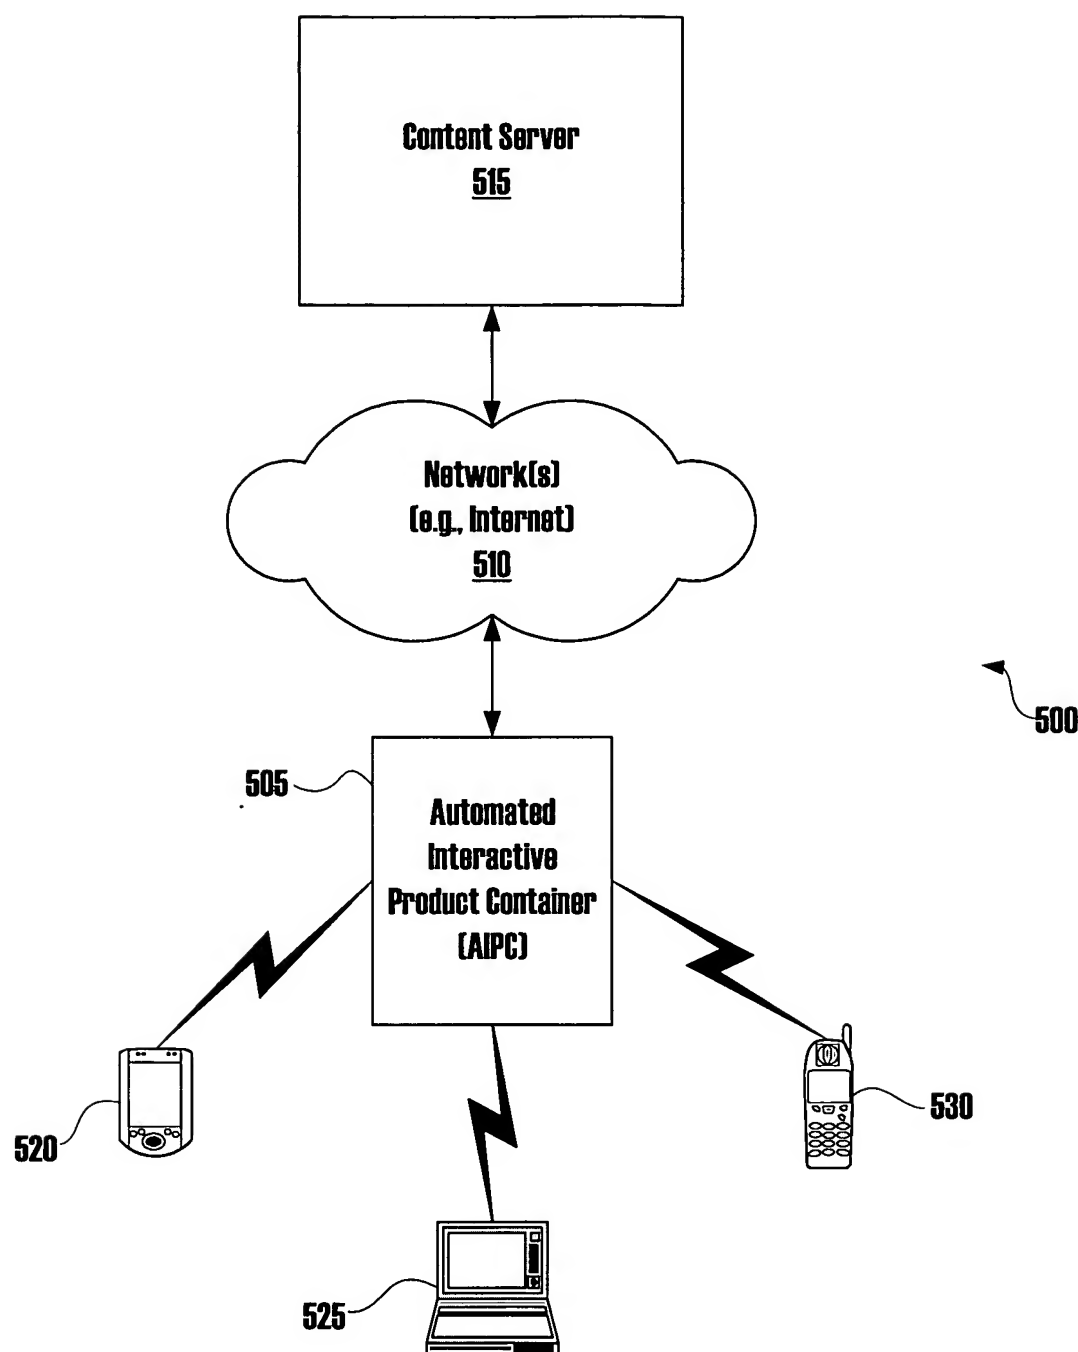 Content Server
515
Network(s)
(e.g., Internet)
510
500
505
Automated
Interactive
Product Container
(AIPC)
520
530
525